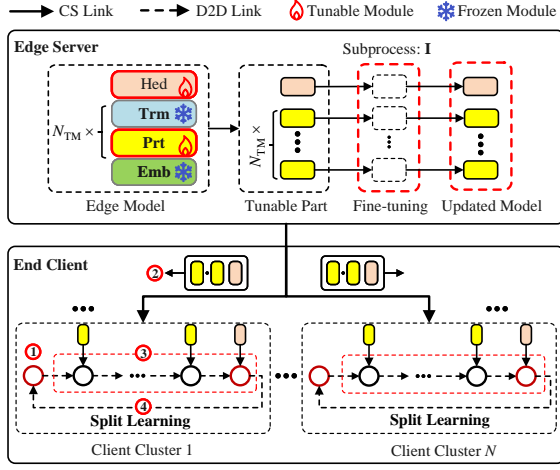 CS Link D2D Link Tunable Module Frozen Module
Edge Server
Subprocess: I
Hed
Trm
N_TM ×
Prt
Emb
N_TM ×
Edge Model Tunable Part Fine-tuning Updated Model
End Client
2
1
3
4
Split Learning Split Learning
Client Cluster 1 Client Cluster N